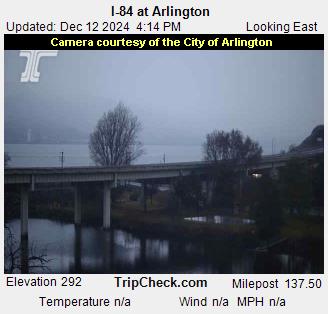 I-84 at Arlington
Updated: Dec 12 2024 4:14 PM Looking East
Camera courtesy of the City of Arlington
Elevation 292 TripCheck.com Milepost 137.50
Temperature n/a Wind n/a MPH n/a